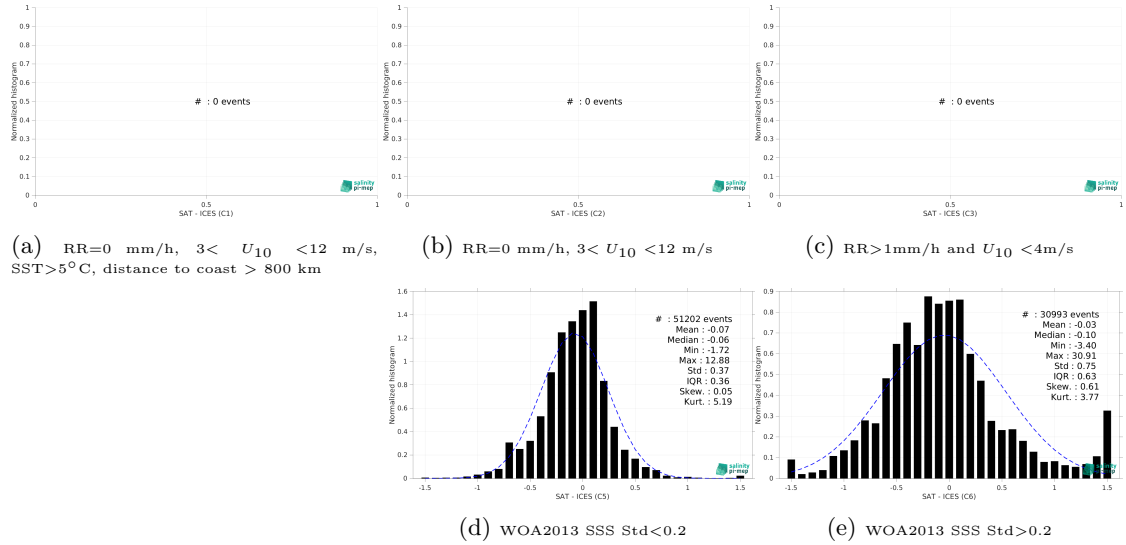 1
0.9
0.8
0.7
0.6
0.5
0.4
0.3
0.2
0.1
0
Normalized histogram
# : 0 events
salinity
pi-mep
0 0.5 1
SAT - ICES (C1)
(a) RR=0 mm/h, 3< U10 <12 m/s,
SST>5°C, distance to coast > 800 km
1
0.9
0.8
0.7
0.6
0.5
0.4
0.3
0.2
0.1
0
Normalized histogram
# : 0 events
salinity
pi-mep
0 0.5 1
SAT - ICES (C2)
(b) RR=0 mm/h, 3< U10 <12 m/s
1
0.9
0.8
0.7
0.6
0.5
0.4
0.3
0.2
0.1
0
Normalized histogram
# : 0 events
salinity
pi-mep
0 0.5 1
SAT - ICES (C3)
(c) RR>1mm/h and U10 <4m/s
1.6
1.4
1.2
1
0.8
0.6
0.4
0.2
0
Normalized histogram
# : 51202 events
Mean : -0.07
Median : -0.06
Min : -1.72
Max : 12.88
Std : 0.37
IQR : 0.36
Skew. : 0.05
Kurt. : 5.19
salinity
pi-mep
-1.5 -1 -0.5 0 0.5 1 1.5
SAT - ICES (C5)
(d) WOA2013 SSS Std<0.2
0.9
0.8
0.7
0.6
0.5
0.4
0.3
0.2
0.1
0
Normalized histogram
# : 30993 events
Mean : -0.03
Median : -0.10
Min : -3.40
Max : 30.91
Std : 0.75
IQR : 0.63
Skew. : 0.61
Kurt. : 3.77
salinity
pi-mep
-1.5 -1 -0.5 0 0.5 1 1.5
SAT - ICES (C6)
(e) WOA2013 SSS Std>0.2